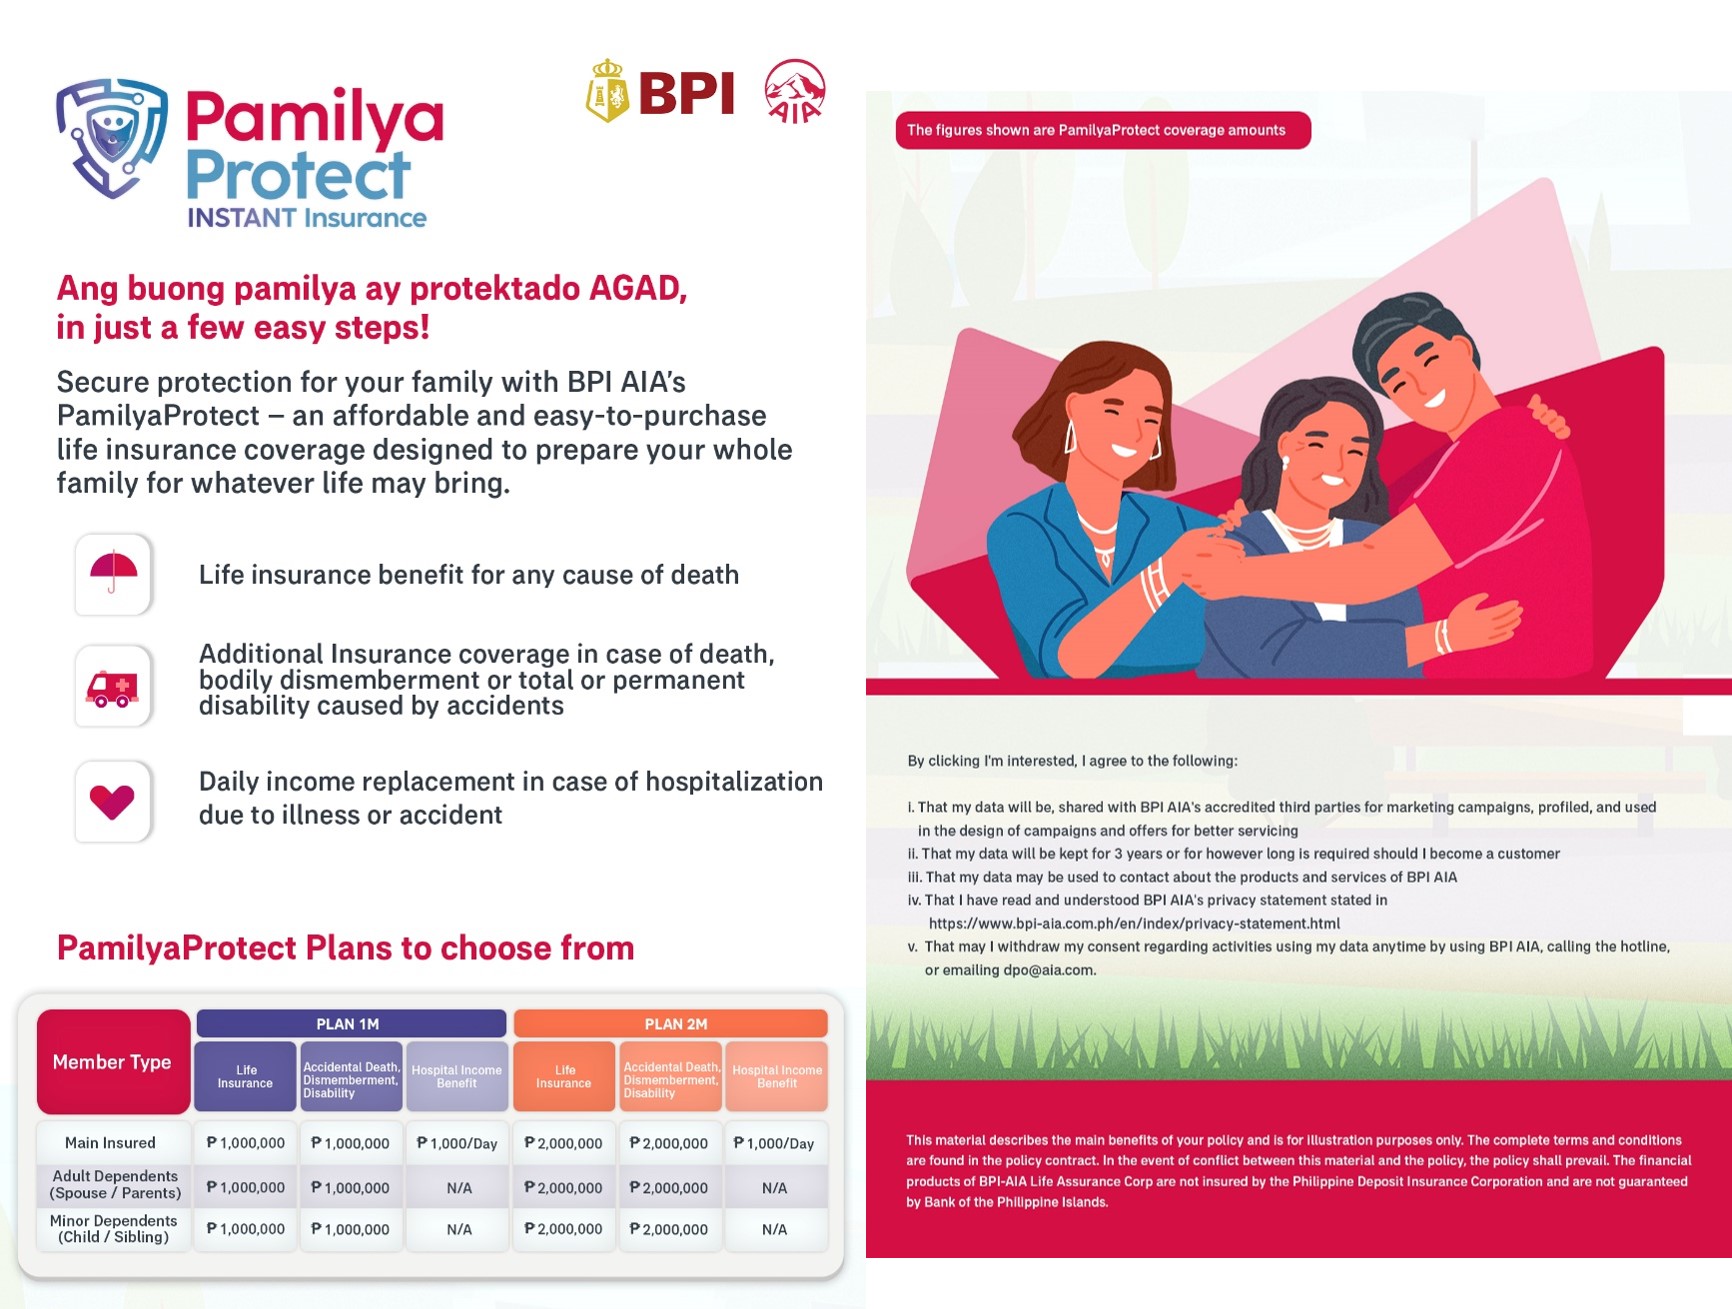 Pamilya
Protect
INSTANT Insurance
BPI
AIA
Ang buong pamilya ay protektado AGAD,
in just a few easy steps!
Secure protection for your family with BPI AIA's
PamilyaProtect – an affordable and easy-to-purchase
life insurance coverage designed to prepare your whole
family for whatever life may bring.
Life insurance benefit for any cause of death
Additional Insurance coverage in case of death,
bodily dismemberment or total or permanent
disability caused by accidents
Daily income replacement in case of hospitalization
due to illness or accident
PamilyaProtect Plans to choose from
Member Type
PLAN 1M
PLAN 2M
Life
Insurance
Accidental Death,
Dismemberment,
Disability
Hospital Income
Benefit
Life
Insurance
Accidental Death,
Dismemberment,
Disability
Hospital Income
Benefit
Main Insured ₱ 1,000,000 ₱ 1,000,000 ₱ 1,000/Day ₱ 2,000,000 ₱ 2,000,000 ₱ 1,000/Day
Adult Dependents
(Spouse / Parents) ₱ 1,000,000 ₱ 1,000,000 N/A ₱ 2,000,000 ₱ 2,000,000 N/A
Minor Dependents
(Child / Sibling) ₱ 1,000,000 ₱ 1,000,000 N/A ₱ 2,000,000 ₱ 2,000,000 N/A
The figures shown are PamilyaProtect coverage amounts
By clicking I'm interested, I agree to the following:
i. That my data will be, shared with BPI AIA's accredited third parties for marketing campaigns, profiled, and used
in the design of campaigns and offers for better servicing
ii. That my data will be kept for 3 years or for however long is required should I become a customer
iii. That my data may be used to contact about the products and services of BPI AIA
iv. That I have read and understood BPI AIA's privacy statement stated in
https://www.bpi-aia.com.ph/en/index/privacy-statement.html
v. That may I withdraw my consent regarding activities using my data anytime by using BPI AIA, calling the hotline,
or emailing dpo@aia.com.
This material describes the main benefits of your policy and is for illustration purposes only. The complete terms and conditions
are found in the policy contract. In the event of conflict between this material and the policy, the policy shall prevail. The financial
products of BPI-AIA Life Assurance Corp are not insured by the Philippine Deposit Insurance Corporation and are not guaranteed
by Bank of the Philippine Islands.